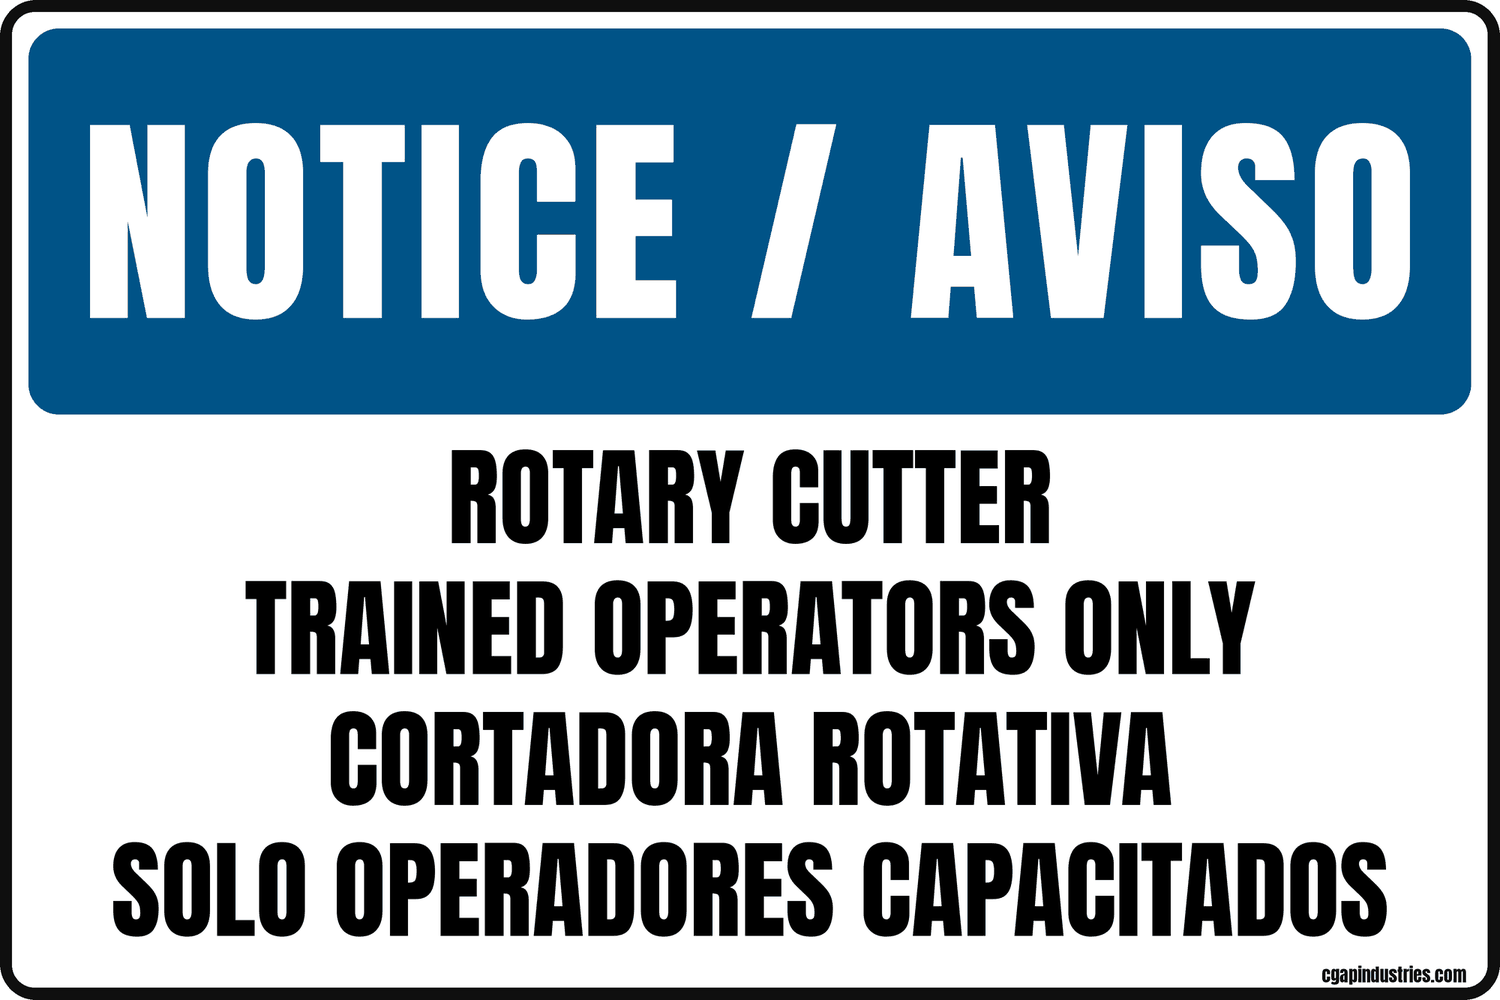 NOTICE / AVISO
ROTARY CUTTER
TRAINED OPERATORS ONLY
CORTADORA ROTATIVA
SOLO OPERADORES CAPACITADOS
cgapindustries.com